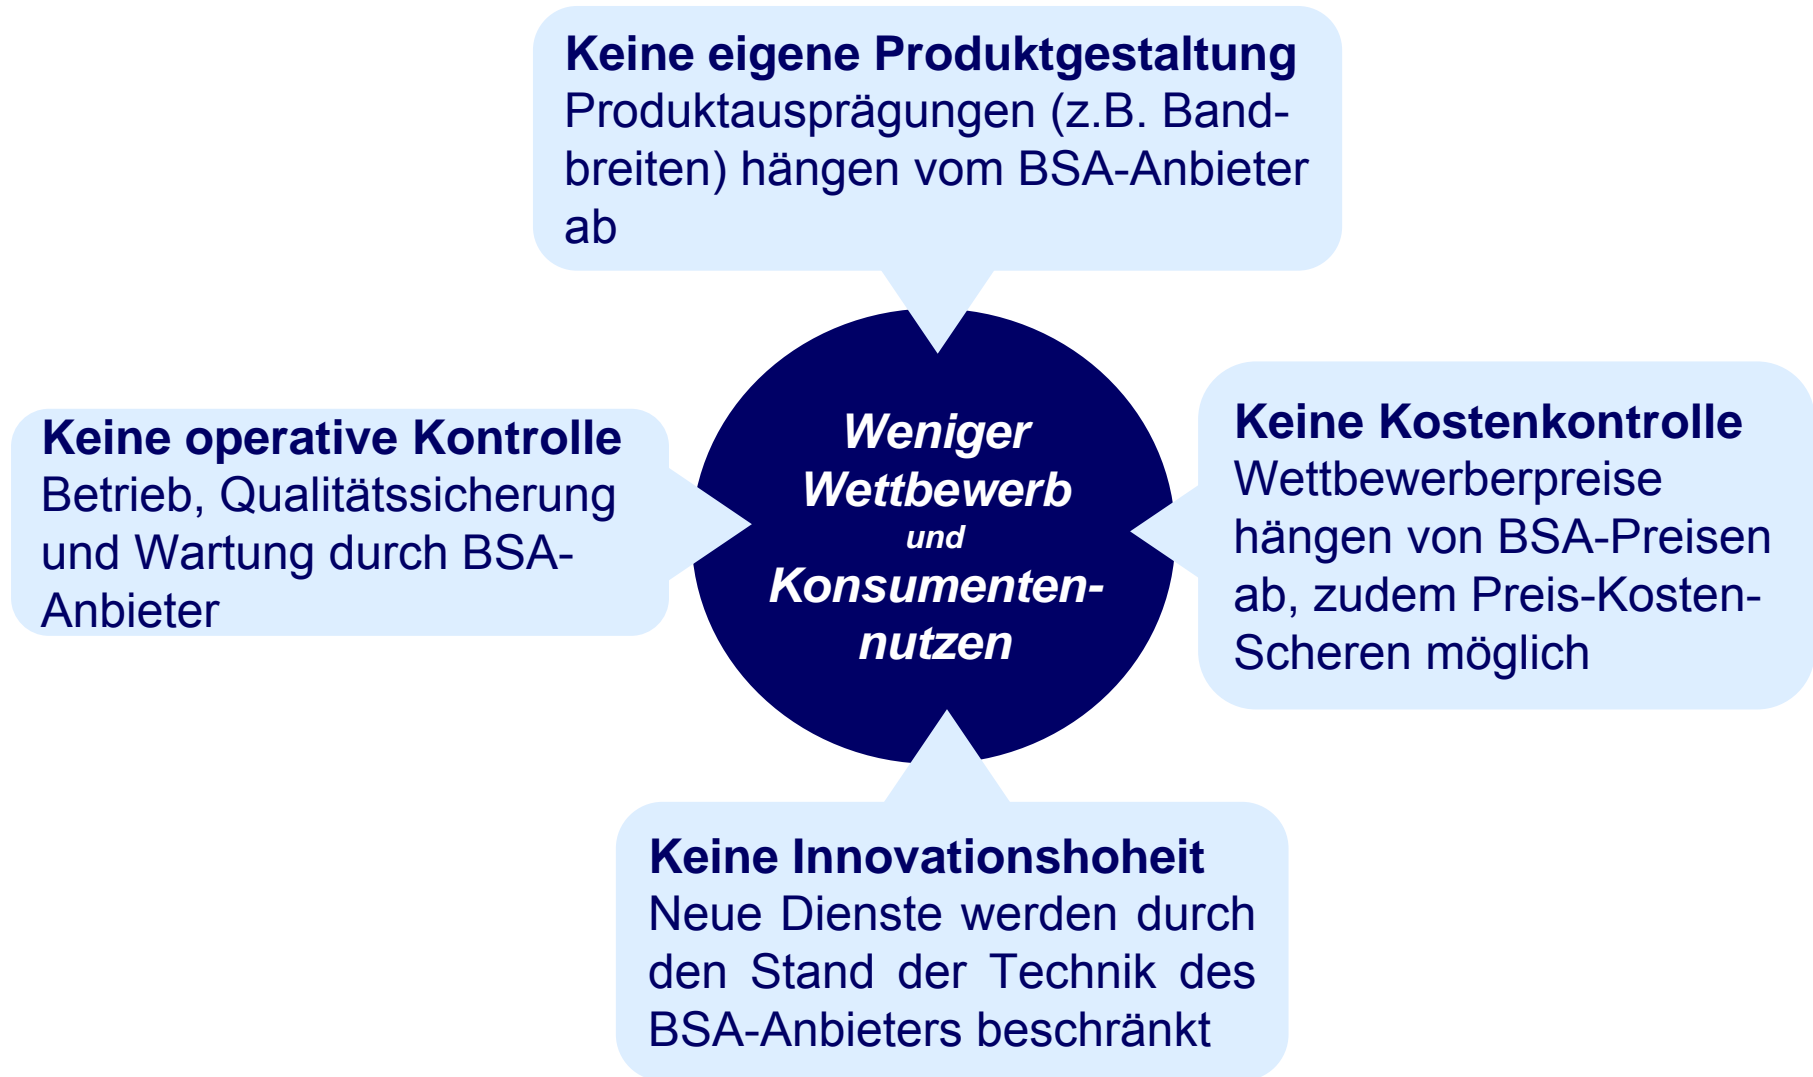 Keine eigene Produktgestaltung
Produktausprägungen (z.B. Band-
breiten) hängen vom BSA-Anbieter
ab
Keine operative Kontrolle
Betrieb, Qualitätssicherung
und Wartung durch BSA-
Anbieter
Weniger
Wettbewerb
und
Konsumenten-
nutzen
Keine Kostenkontrolle
Wettbewerberpreise
hängen von BSA-Preisen
ab, zudem Preis-Kosten-
Scheren möglich
Keine Innovationshoheit
Neue Dienste werden durch
den Stand der Technik des
BSA-Anbieters beschränkt